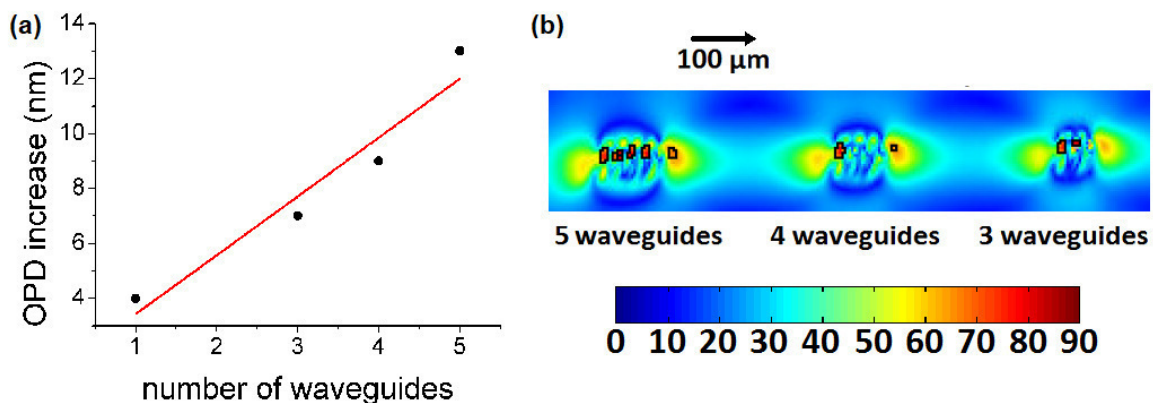 (a)
14
12
10
8
6
4
OPD increase (nm)
1 2 3 4 5
number of waveguides
(b)
100 µm
5 waveguides 4 waveguides 3 waveguides
0 10 20 30 40 50 60 70 80 90